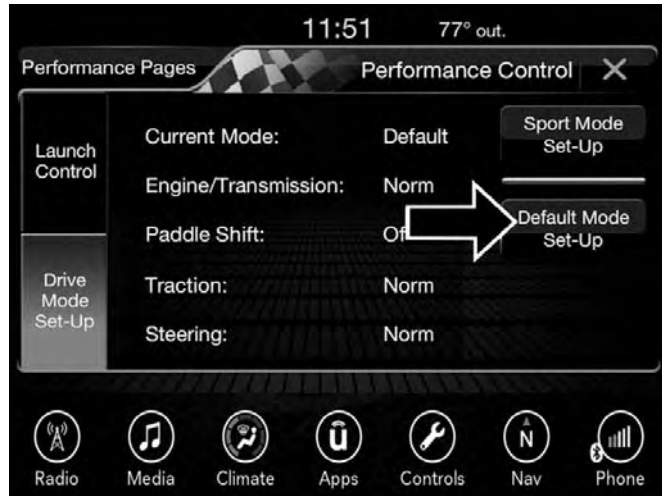 11:51 77° out.
Performance Pages Performance Control
Launch
Control
Drive
Mode
Set-Up
Current Mode: Default
Engine/Transmission: Norm
Paddle Shift:
Traction: Norm
Steering: Norm
Sport Mode
Set-Up
Default Mode
Set-Up
Radio Media Climate Apps Controls Nav Phone